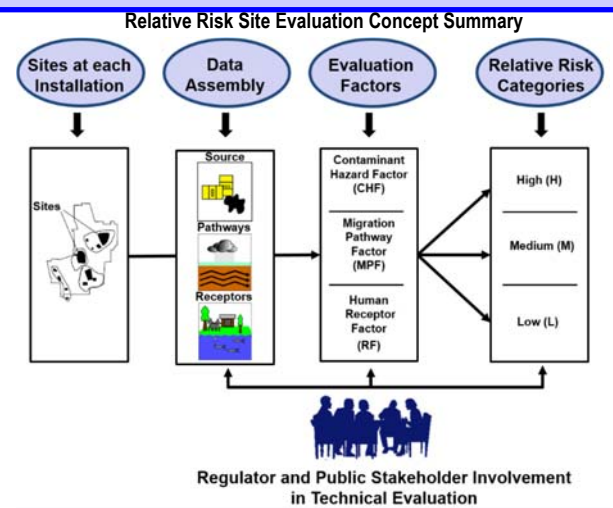 Relative Risk Site Evaluation Concept Summary
Sites at each
Installation
Data
Assembly
Evaluation
Factors
Relative Risk
Categories
Sites
Source
Pathways
Receptors
Contaminant
Hazard Factor
(CHF)
Migration
Pathway
Factor
(MPF)
Human
Receptor
Factor
(RF)
High (H)
Medium (M)
Low (L)
Regulator and Public Stakeholder Involvement
in Technical Evaluation